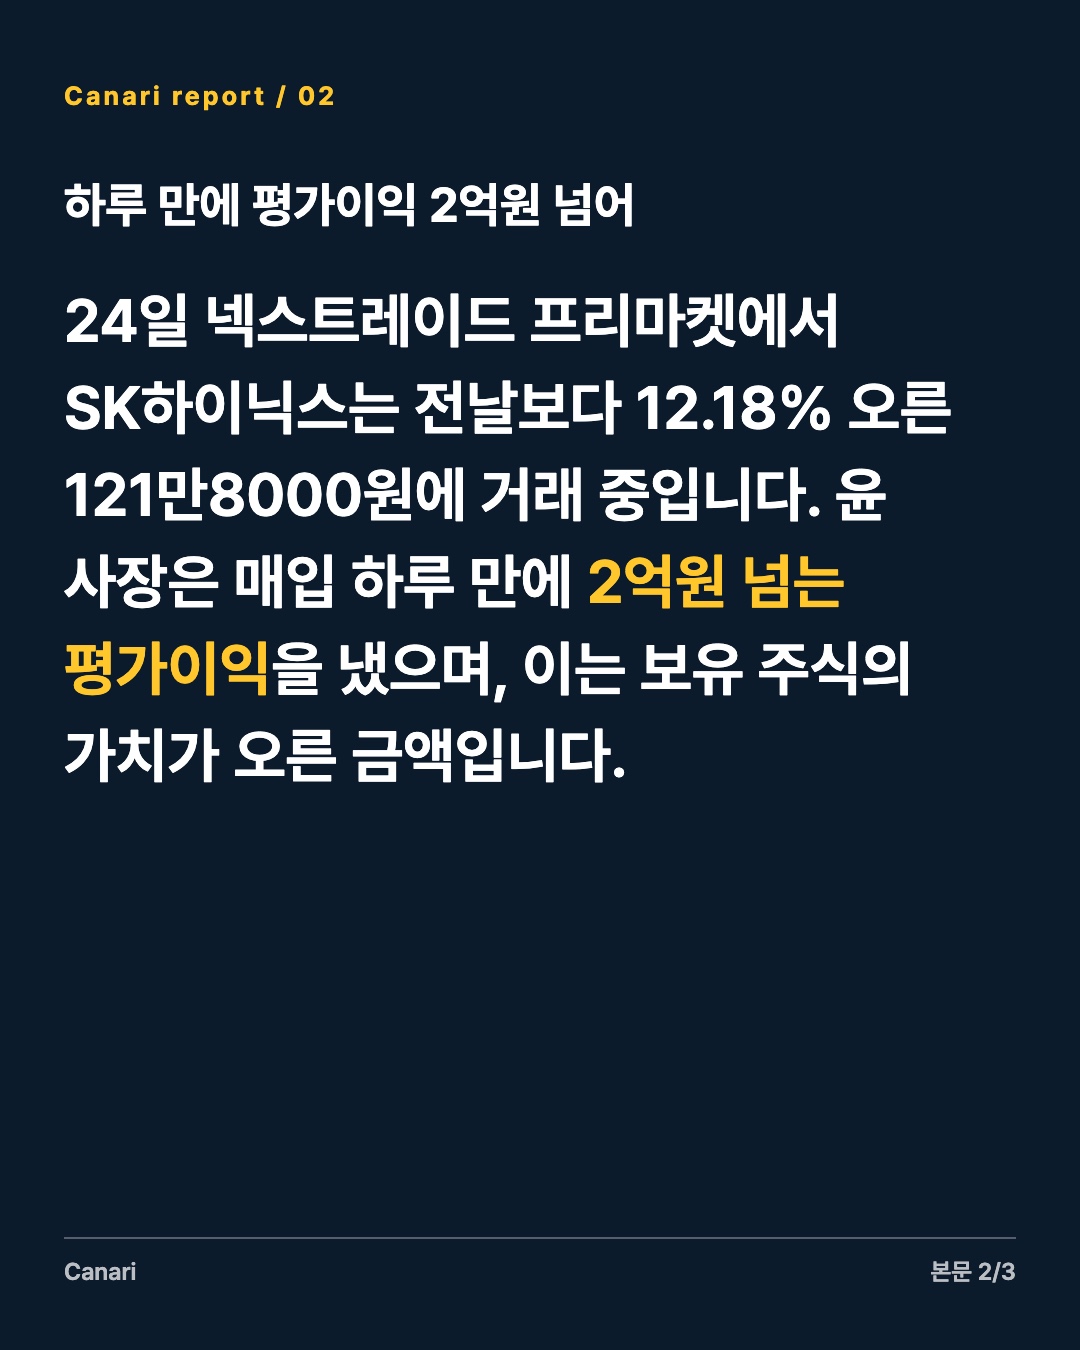 Canari report / 02
하루 만에 평가이익 2억원 넘어
24일 넥스트레이드 프리마켓에서
SK하이닉스는 전날보다 12.18% 오른
121만8000원에 거래 중입니다. 윤
사장은 매입 하루 만에 2억원 넘는
평가이익을 냈으며, 이는 보유 주식의
가치가 오른 금액입니다.
Canari
본문 2/3